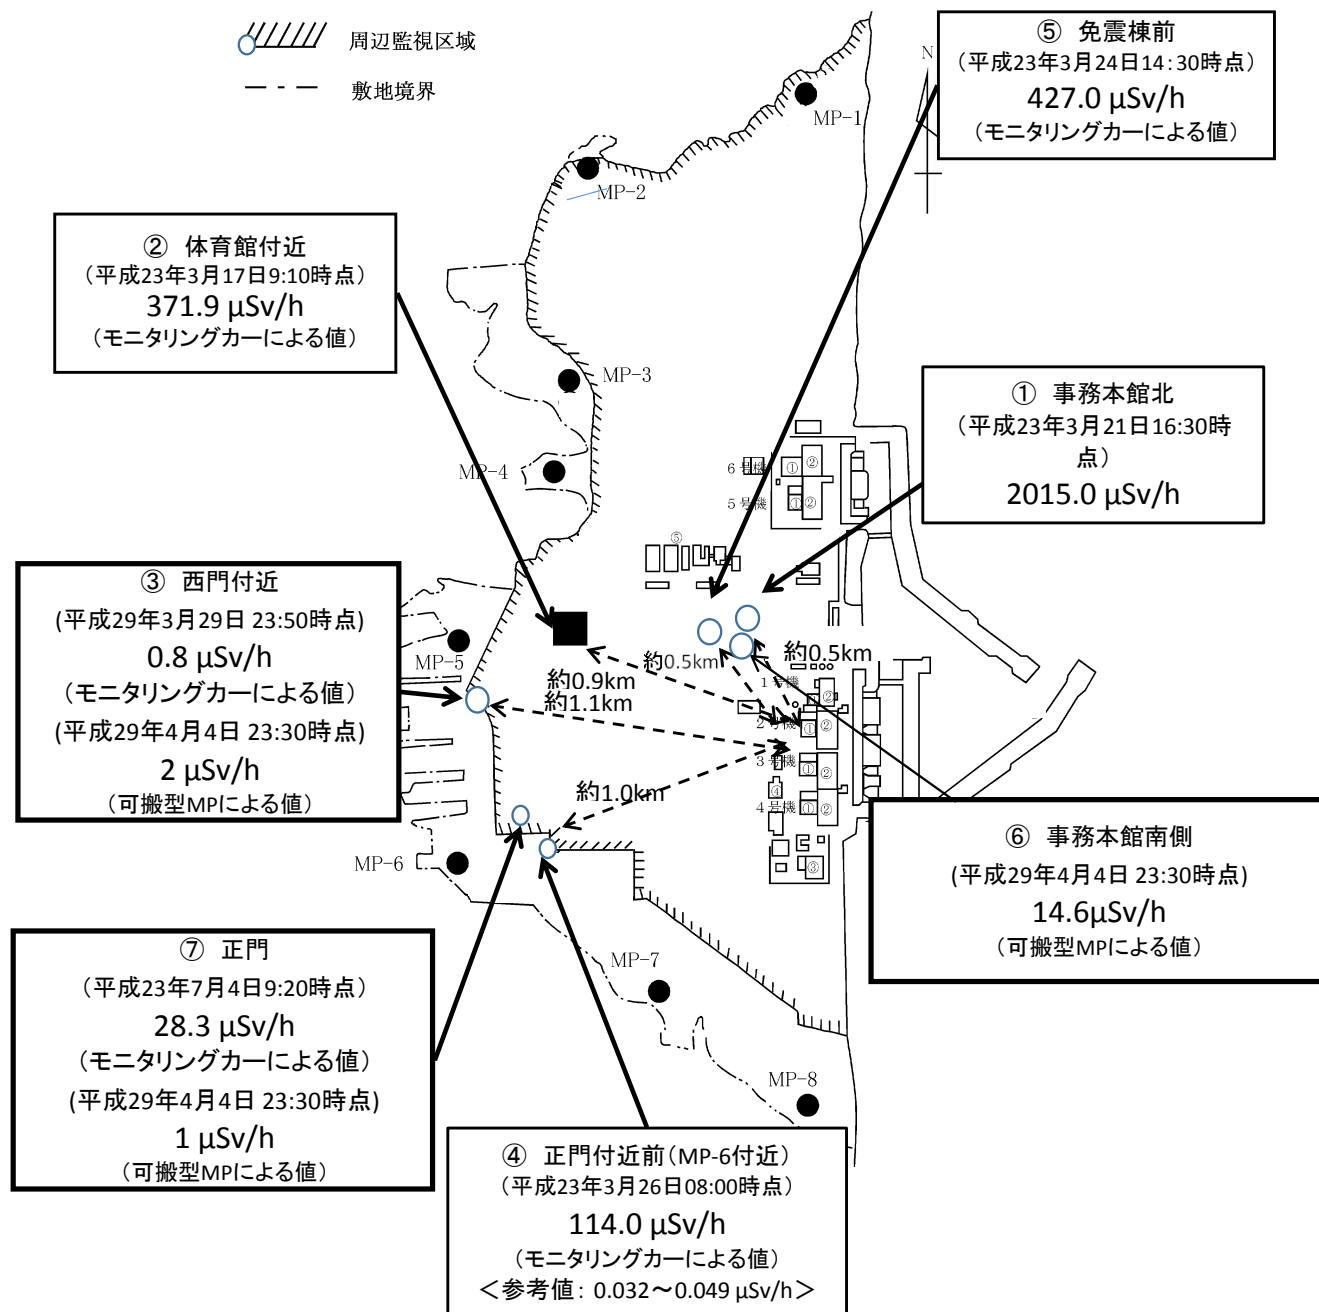 周辺監視区域
敷地境界
⑤ 免震棟前
(平成23年3月24日14:30時点)
427.0 μSv/h
(モニタリングカーによる値)
N
MP-1
MP-2
② 体育館付近
(平成23年3月17日9:10時点)
371.9 μSv/h
(モニタリングカーによる値)
MP-3
① 事務本館北
(平成23年3月21日16:30時
点)
2015.0 μSv/h
MP-4
6号機
①
②
5号機
①
②
⑤
③ 西門付近
(平成29年3月29日 23:50時点)
0.8 μSv/h
(モニタリングカーによる値)
(平成29年4月4日 23:30時点)
2 μSv/h
(可搬型MPによる値)
MP-5
約0.5km
約0.5km
約0.9km
約1.1km
1号機
②
2号機
①
②
3号機
①
②
約1.0km
④
4号機
①
②
③
MP-6
⑥ 事務本館南側
(平成29年4月4日 23:30時点)
14.6μSv/h
(可搬型MPによる値)
⑦ 正門
(平成23年7月4日9:20時点)
28.3 μSv/h
(モニタリングカーによる値)
(平成29年4月4日 23:30時点)
1 μSv/h
(可搬型MPによる値)
MP-7
MP-8
④ 正門付近前(MP-6付近)
(平成23年3月26日08:00時点)
114.0 μSv/h
(モニタリングカーによる値)
<参考値: 0.032～0.049 μSv/h>